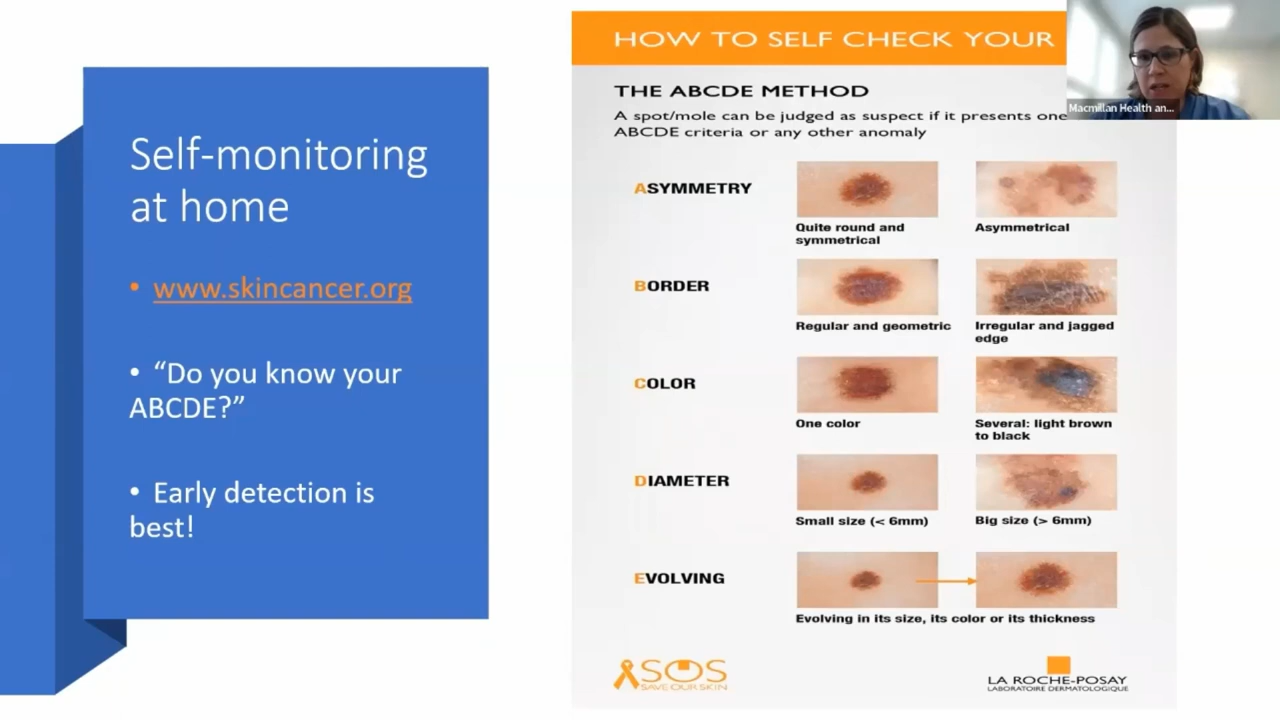 Self-monitoring
at home
• www.skincancer.org
• “Do you know your
ABCDE?”
• Early detection is
best!
HOW TO SELF CHECK YOUR
THE ABCDE METHOD
A spot/mole can be judged as suspect if it presents one
ABCDE criteria or any other anomaly
ASYMMETRY
Quite round and
symmetrical
Asymmetrical
BORDER
Regular and geometric
Irregular and jagged
edge
COLOR
One color
Several: light brown
to black
DIAMETER
Small size (< 6mm)
Big size (> 6mm)
EVOLVING
Evolving in its size, its color or its thickness
SOS
SAVE OUR SKIN
LA ROCHE-POSAY
LABORATOIRE DERMATOLOGIQUE
Macmillan Health an...